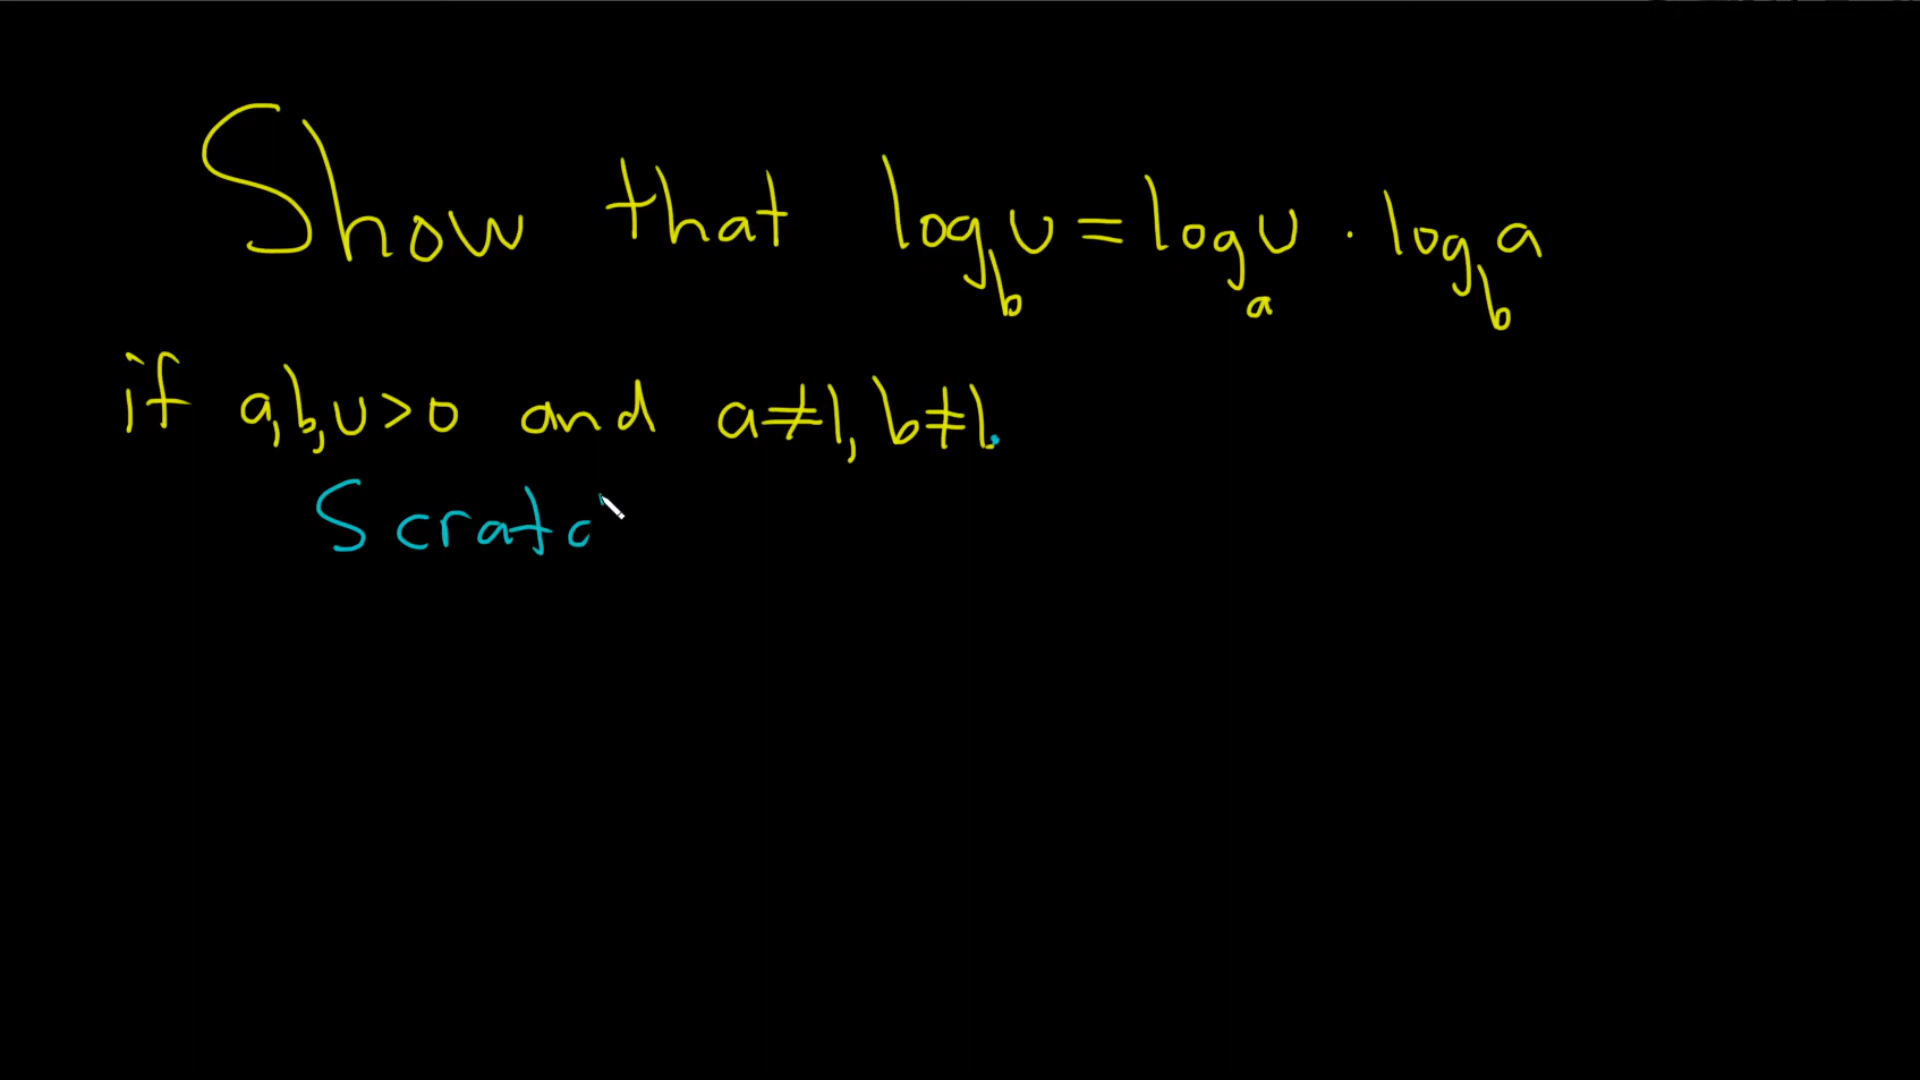 Show that log_b u = log_a u · log_b a
if a, b, u > 0 and a ≠ 1, b ≠ 1.
Scratc